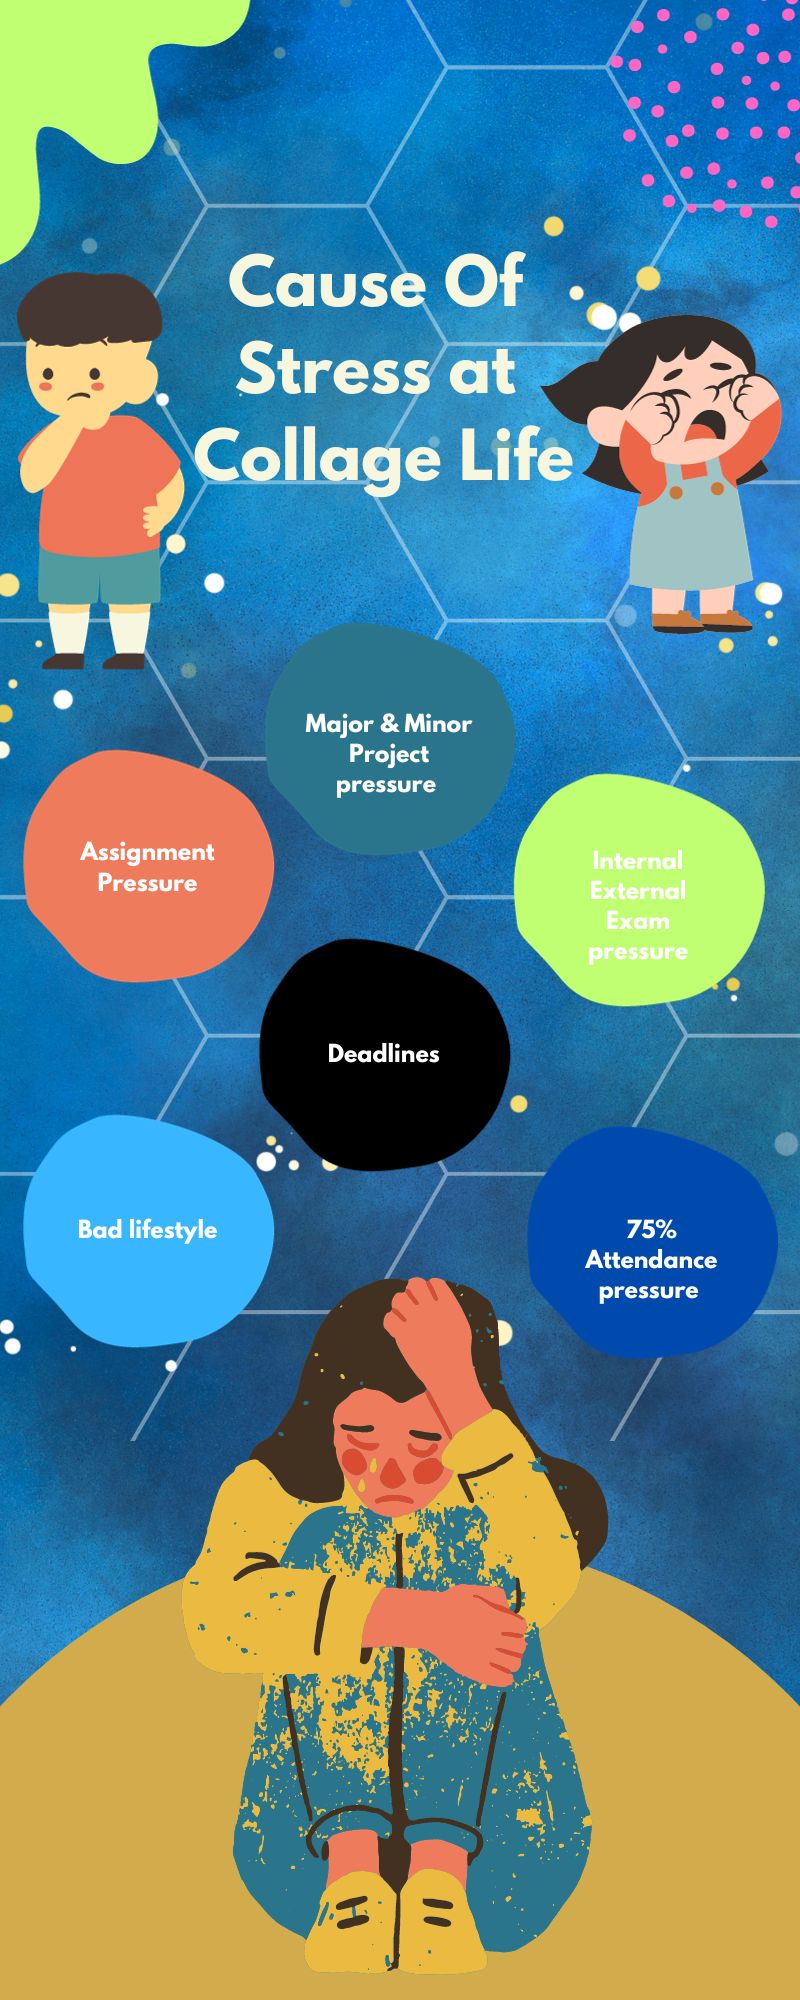 Cause Of
Stress at
Collage Life
Major & Minor
Project
pressure
Assignment
Pressure
Internal
External
Exam
pressure
Deadlines
Bad lifestyle
75%
Attendance
pressure